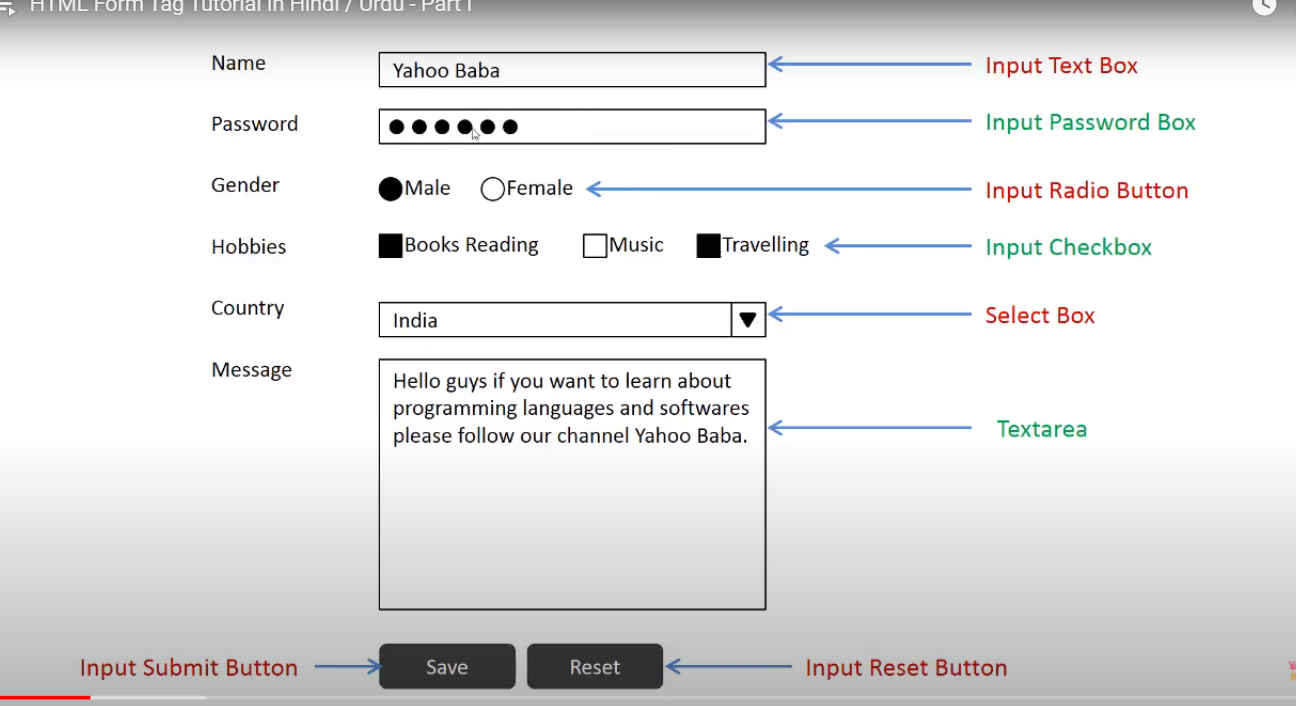 HTML Form Tag Tutorial in Hindi / Urdu - Part I
Name
Yahoo Baba
Input Text Box
Password
Input Password Box
Gender
Male Female
Input Radio Button
Hobbies
Books Reading Music Travelling
Input Checkbox
Country
India
Select Box
Message
Hello guys if you want to learn about
programming languages and softwares
please follow our channel Yahoo Baba.
Textarea
Input Submit Button
Save
Reset
Input Reset Button